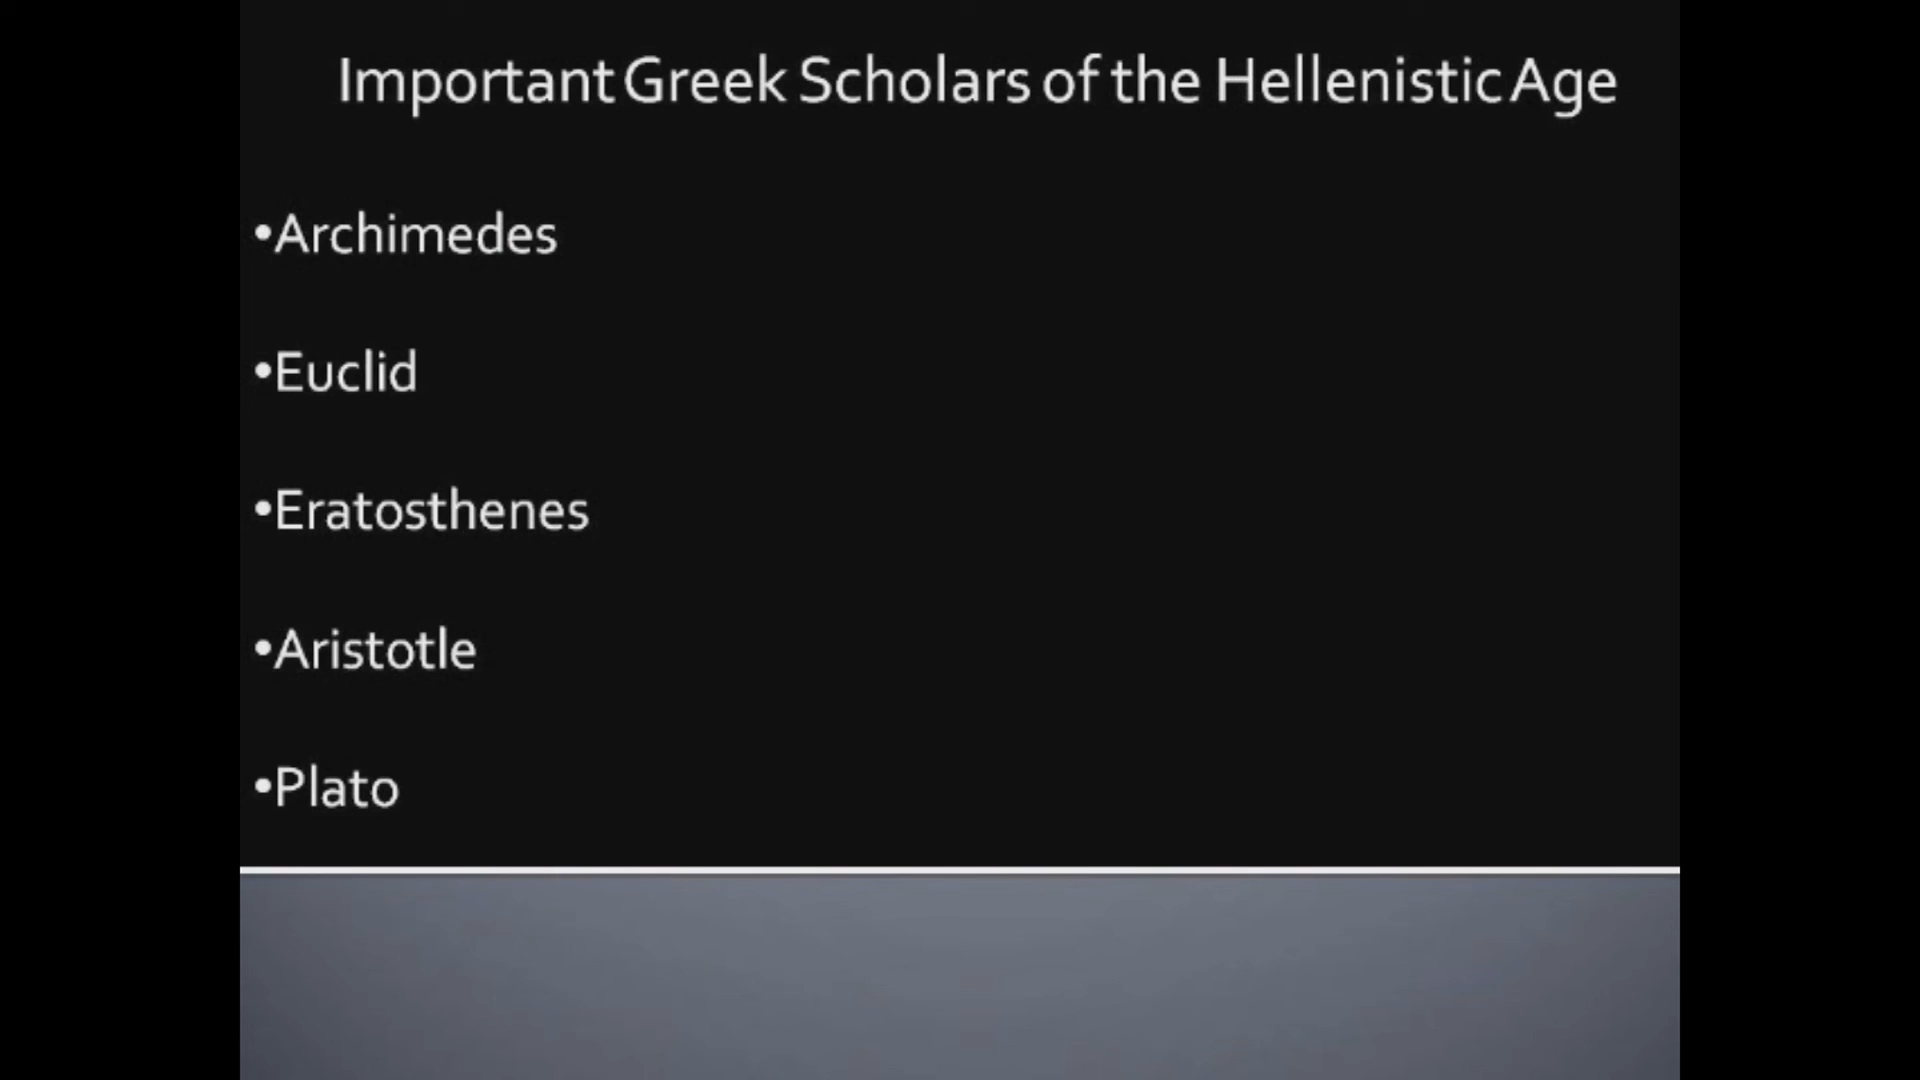 Important Greek Scholars of the Hellenistic Age
•Archimedes
•Euclid
•Eratosthenes
•Aristotle
•Plato